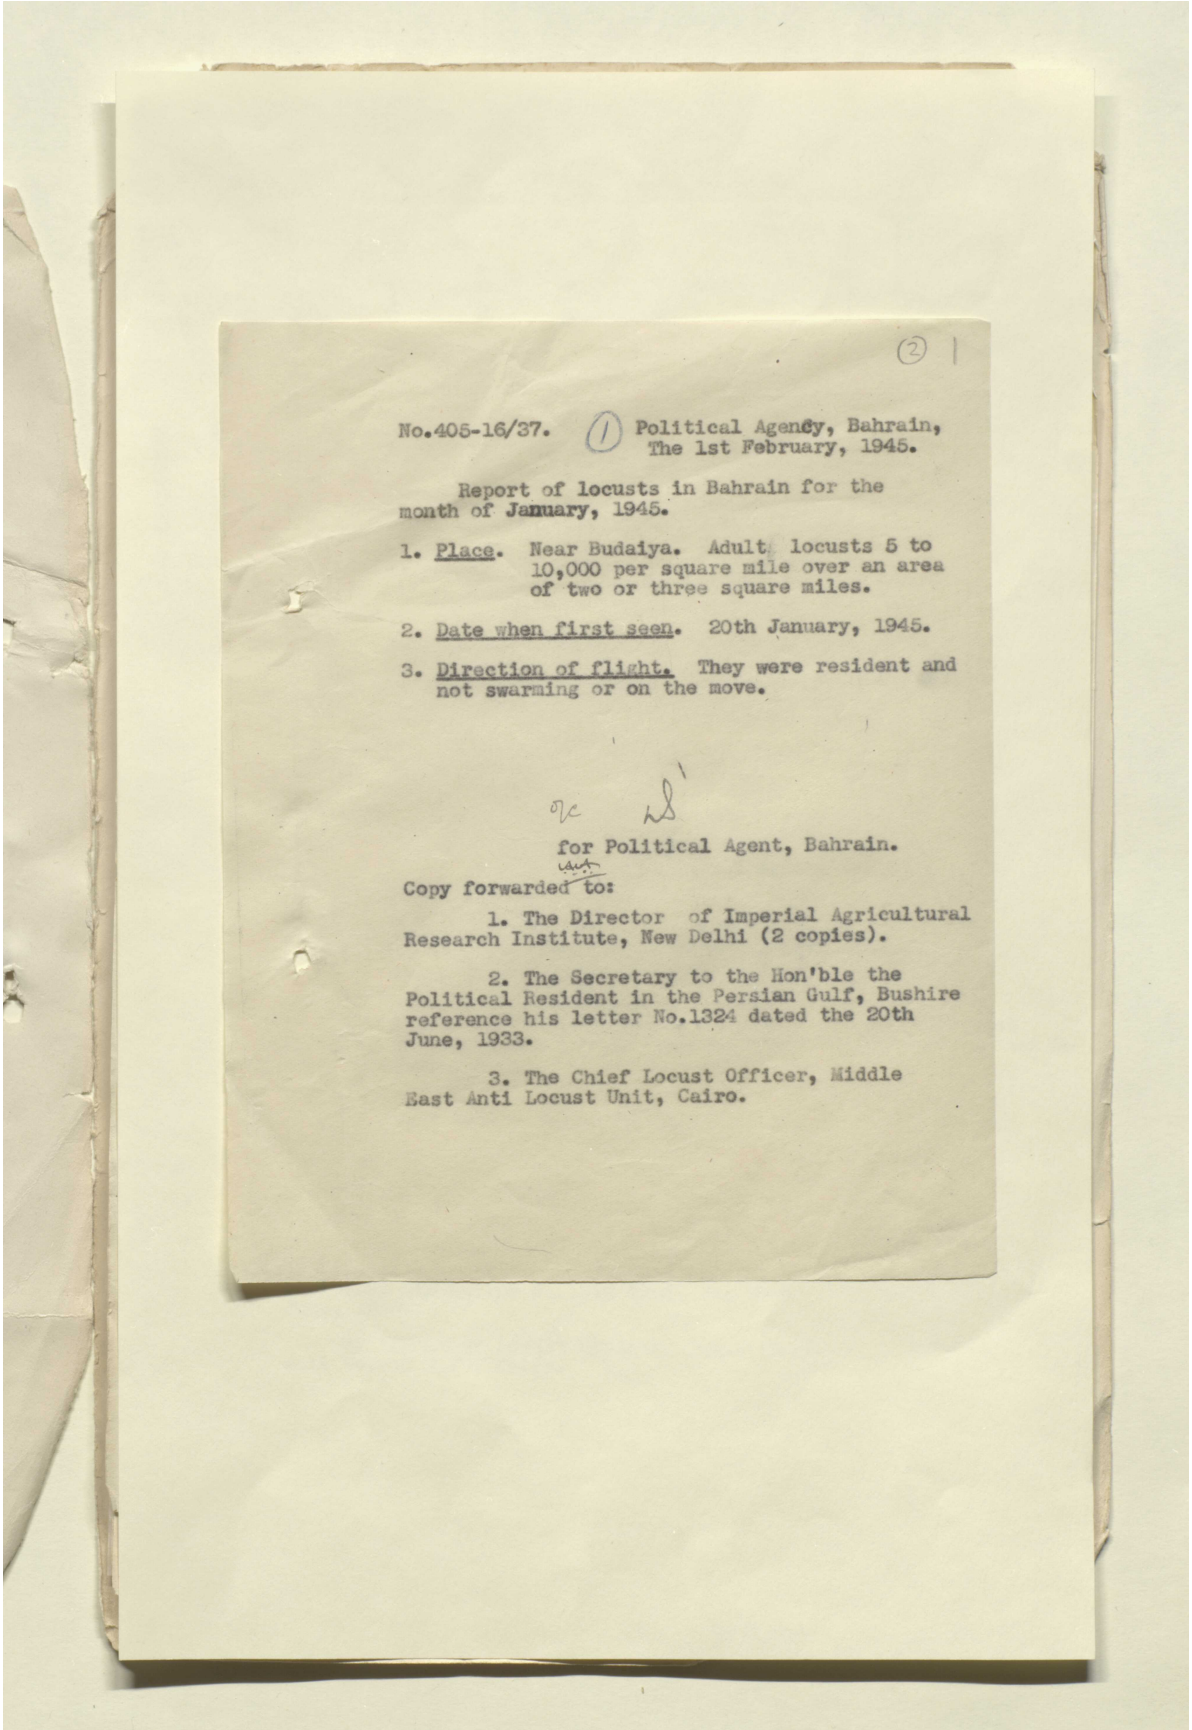 (2) 1
No.405-16/37. (1) Political Agency, Bahrain,
The 1st February, 1945.
Report of locusts in Bahrain for the
month of January, 1945.
1. Place. Near Budaiya. Adult locusts 5 to
10,000 per square mile over an area
of two or three square miles.
2. Date when first seen. 20th January, 1945.
3. Direction of flight. They were resident and
not swarming or on the move.
o/c
for Political Agent, Bahrain.
Copy forwarded to:
1. The Director of Imperial Agricultural
Research Institute, New Delhi (2 copies).
2. The Secretary to the Hon'ble the
Political Resident in the Persian Gulf, Bushire
reference his letter No.1324 dated the 20th
June, 1933.
3. The Chief Locust Officer, Middle
East Anti Locust Unit, Cairo.